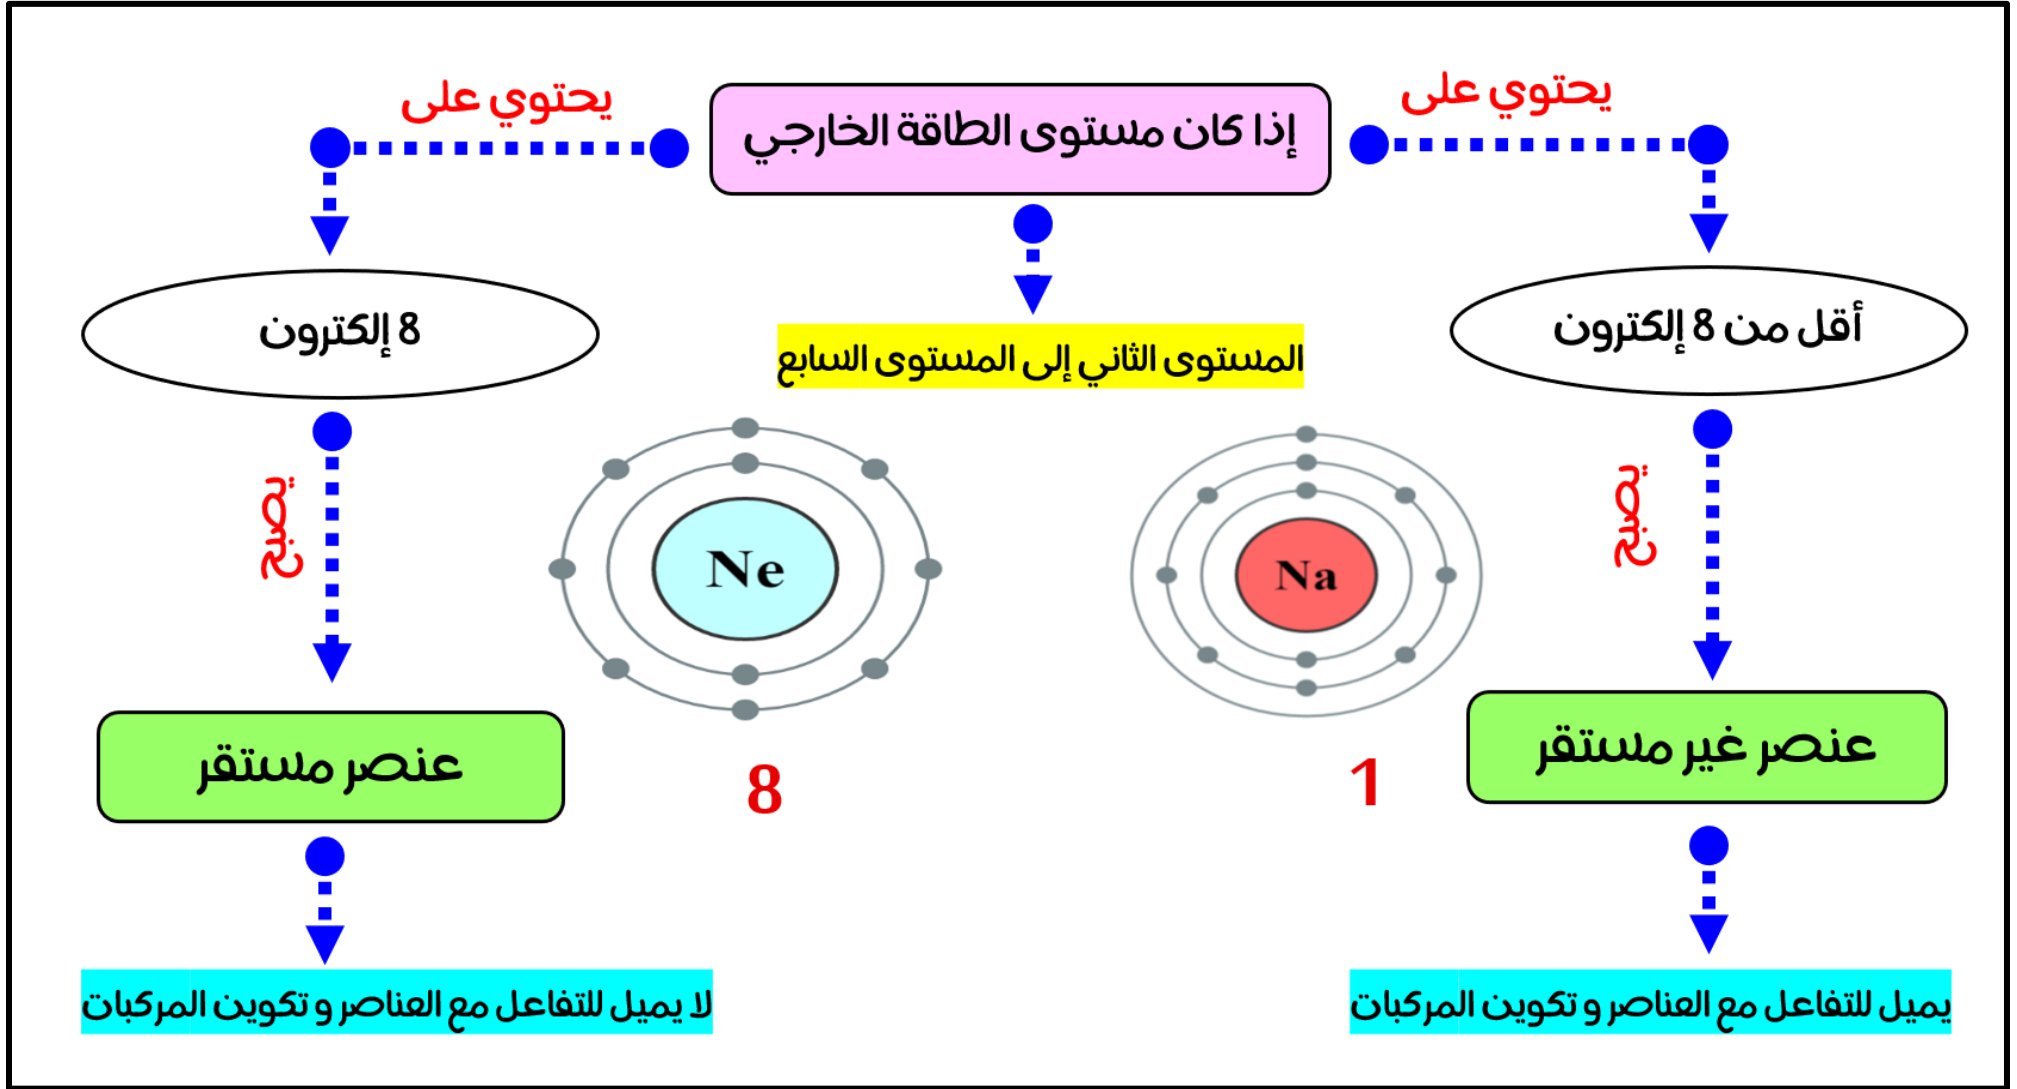 إذا كان مستوى الطاقة الخارجي
يحتوي على
يحتوي على
أقل من 8 إلكترون
8 إلكترون
المستوى الثاني إلى المستوى السابع
يصبح
يصبح
Na
Ne
1
8
عنصر غير مستقر
عنصر مستقر
يميل للتفاعل مع العناصر و تكوين المركبات
لا يميل للتفاعل مع العناصر و تكوين المركبات